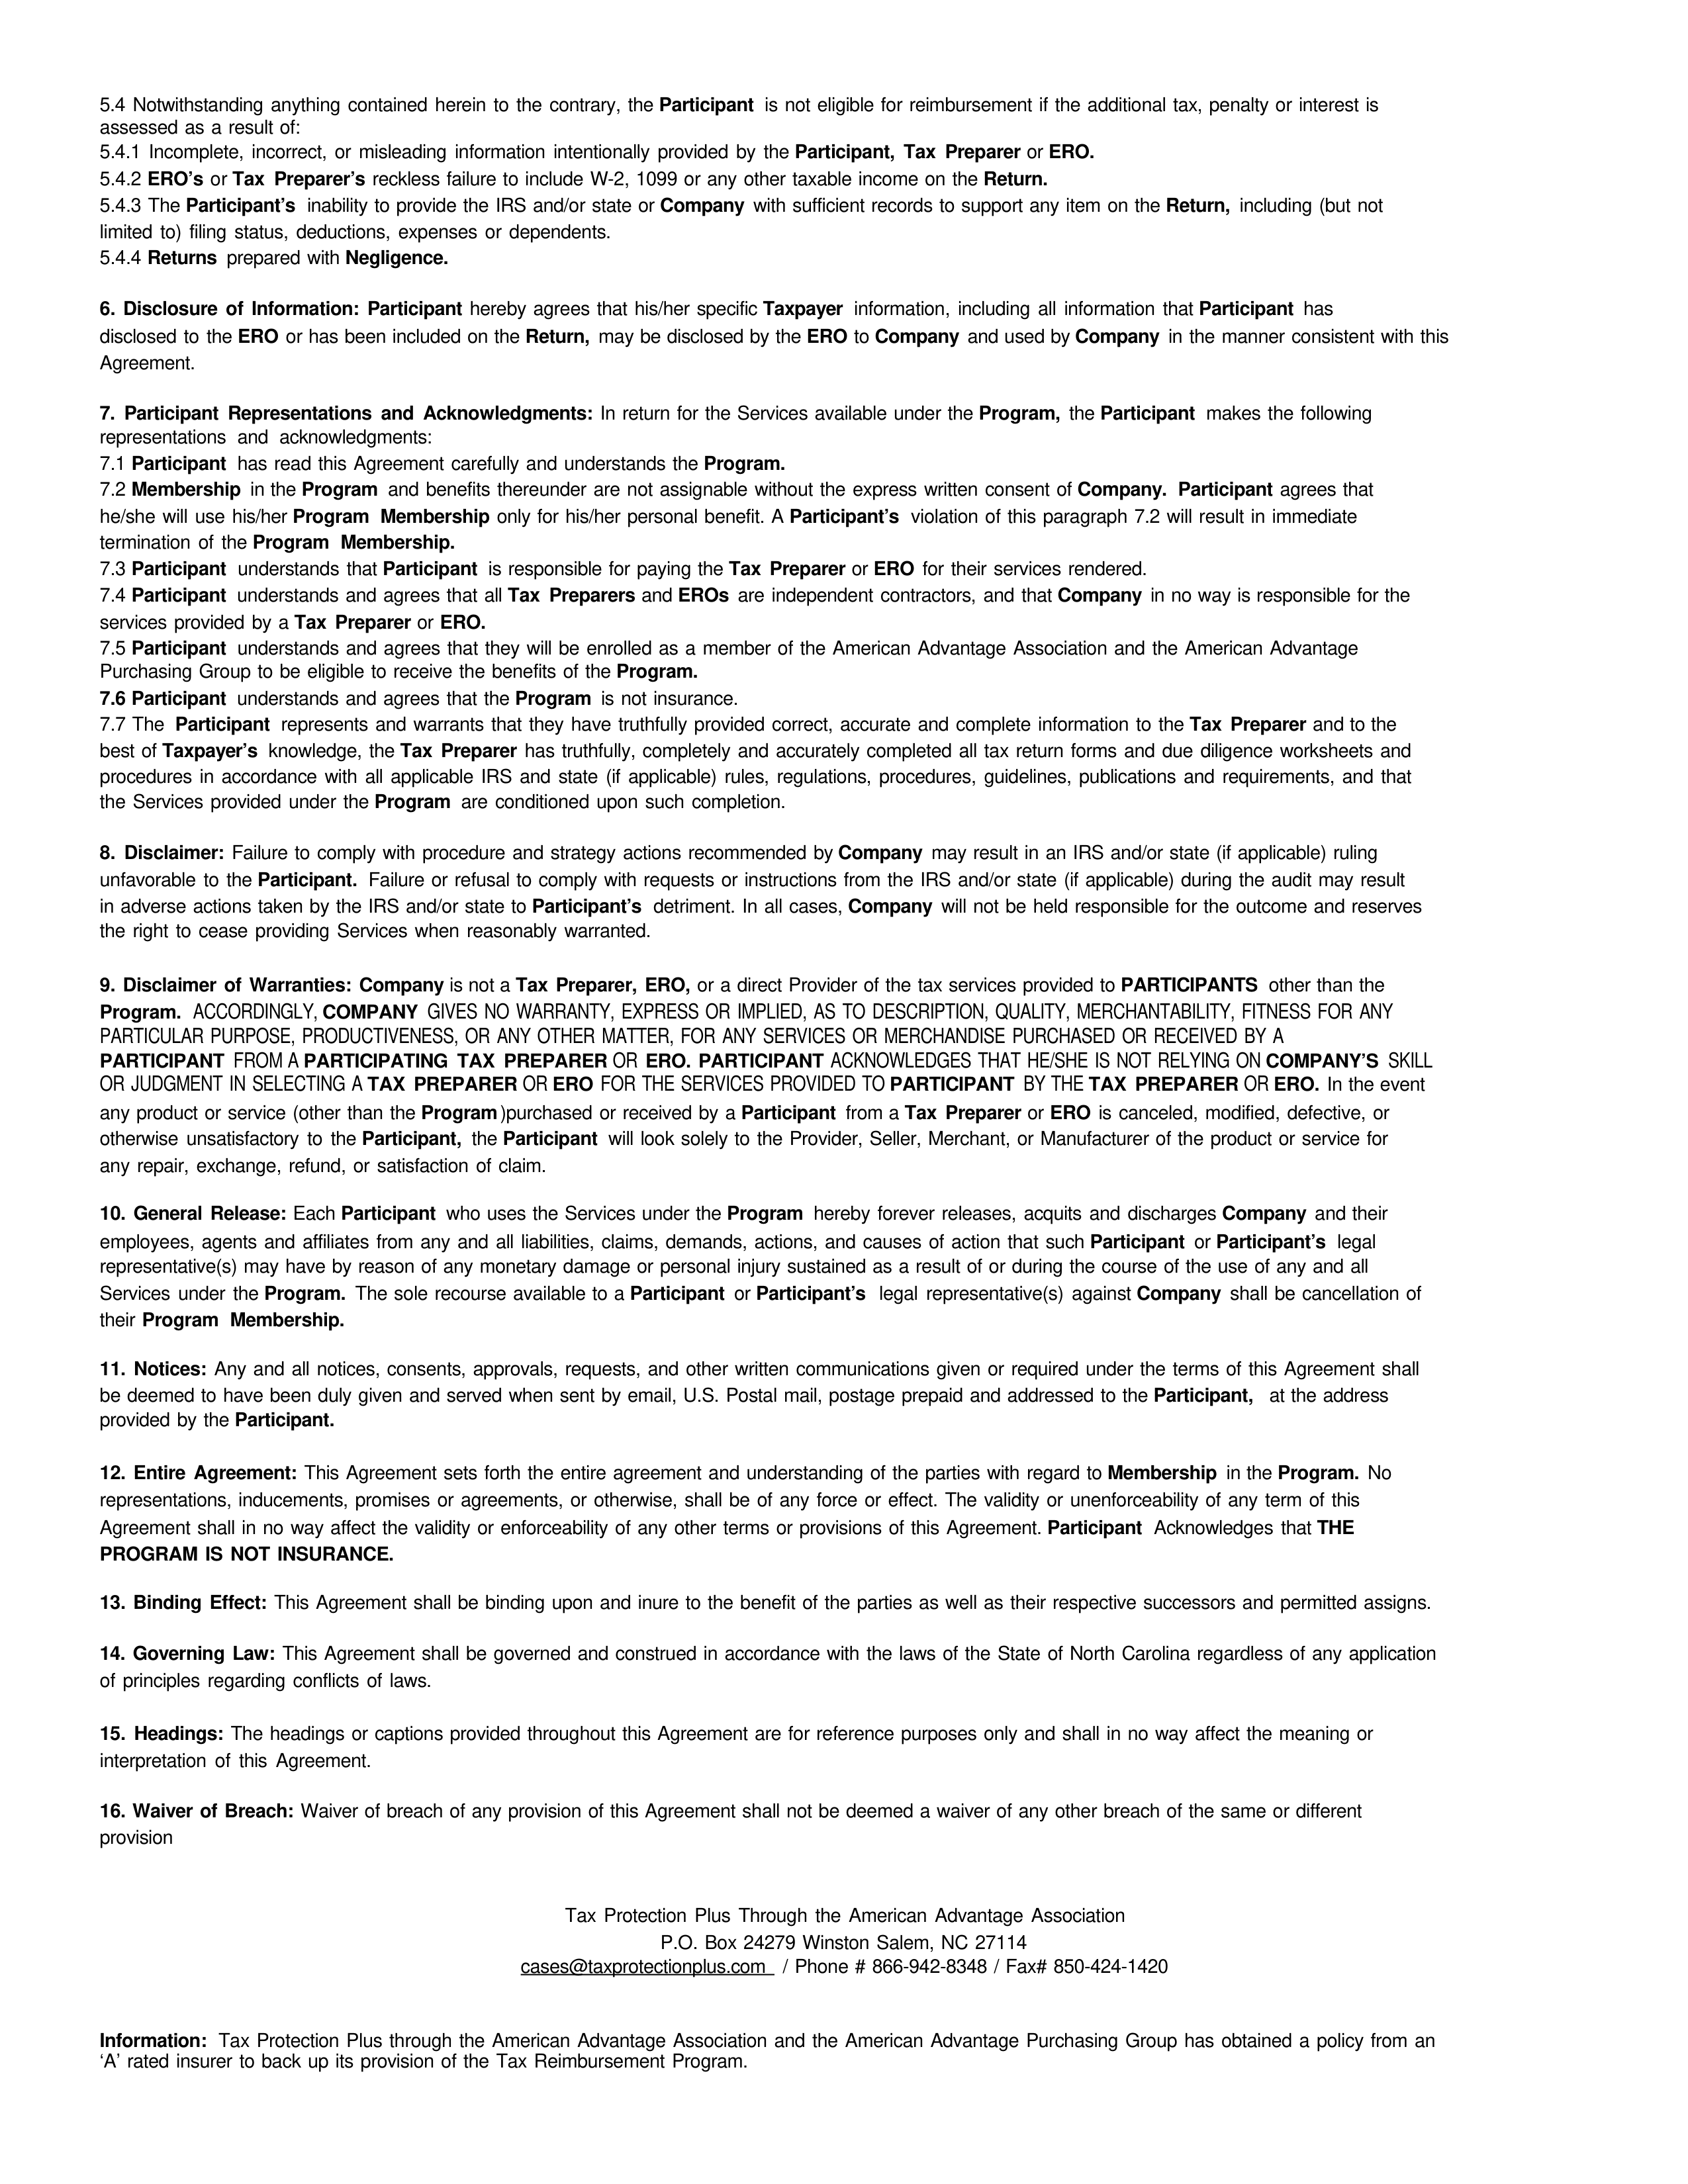 5.4 Notwithstanding anything contained herein to the contrary, the Participant is not eligible for reimbursement if the additional tax, penalty or interest is
assessed as a result of:
5.4.1 Incomplete, incorrect, or misleading information intentionally provided by the Participant, Tax Preparer or ERO.
5.4.2 ERO’s or Tax Preparer’s reckless failure to include W-2, 1099 or any other taxable income on the Return.
5.4.3 The Participant’s inability to provide the IRS and/or state or Company with sufficient records to support any item on the Return, including (but not
limited to) filing status, deductions, expenses or dependents.
5.4.4 Returns prepared with Negligence.
6. Disclosure of Information: Participant hereby agrees that his/her specific Taxpayer information, including all information that Participant has
disclosed to the ERO or has been included on the Return, may be disclosed by the ERO to Company and used by Company in the manner consistent with this
Agreement.
7. Participant Representations and Acknowledgments: In return for the Services available under the Program, the Participant makes the following
representations and acknowledgments:
7.1 Participant has read this Agreement carefully and understands the Program.
7.2 Membership in the Program and benefits thereunder are not assignable without the express written consent of Company. Participant agrees that
he/she will use his/her Program Membership only for his/her personal benefit. A Participant’s violation of this paragraph 7.2 will result in immediate
termination of the Program Membership.
7.3 Participant understands that Participant is responsible for paying the Tax Preparer or ERO for their services rendered.
7.4 Participant understands and agrees that all Tax Preparers and EROs are independent contractors, and that Company in no way is responsible for the
services provided by a Tax Preparer or ERO.
7.5 Participant understands and agrees that they will be enrolled as a member of the American Advantage Association and the American Advantage
Purchasing Group to be eligible to receive the benefits of the Program.
7.6 Participant understands and agrees that the Program is not insurance.
7.7 The Participant represents and warrants that they have truthfully provided correct, accurate and complete information to the Tax Preparer and to the
best of Taxpayer’s knowledge, the Tax Preparer has truthfully, completely and accurately completed all tax return forms and due diligence worksheets and
procedures in accordance with all applicable IRS and state (if applicable) rules, regulations, procedures, guidelines, publications and requirements, and that
the Services provided under the Program are conditioned upon such completion.
8. Disclaimer: Failure to comply with procedure and strategy actions recommended by Company may result in an IRS and/or state (if applicable) ruling
unfavorable to the Participant. Failure or refusal to comply with requests or instructions from the IRS and/or state (if applicable) during the audit may result
in adverse actions taken by the IRS and/or state to Participant’s detriment. In all cases, Company will not be held responsible for the outcome and reserves
the right to cease providing Services when reasonably warranted.
9. Disclaimer of Warranties: Company is not a Tax Preparer, ERO, or a direct Provider of the tax services provided to PARTICIPANTS other than the
Program. ACCORDINGLY, COMPANY GIVES NO WARRANTY, EXPRESS OR IMPLIED, AS TO DESCRIPTION, QUALITY, MERCHANTABILITY, FITNESS FOR ANY
PARTICULAR PURPOSE, PRODUCTIVENESS, OR ANY OTHER MATTER, FOR ANY SERVICES OR MERCHANDISE PURCHASED OR RECEIVED BY A
PARTICIPANT FROM A PARTICIPATING TAX PREPARER OR ERO. PARTICIPANT ACKNOWLEDGES THAT HE/SHE IS NOT RELYING ON COMPANY’S SKILL
OR JUDGMENT IN SELECTING A TAX PREPARER OR ERO FOR THE SERVICES PROVIDED TO PARTICIPANT BY THE TAX PREPARER OR ERO. In the event
any product or service (other than the Program)purchased or received by a Participant from a Tax Preparer or ERO is canceled, modified, defective, or
otherwise unsatisfactory to the Participant, the Participant will look solely to the Provider, Seller, Merchant, or Manufacturer of the product or service for
any repair, exchange, refund, or satisfaction of claim.
10. General Release: Each Participant who uses the Services under the Program hereby forever releases, acquits and discharges Company and their
employees, agents and affiliates from any and all liabilities, claims, demands, actions, and causes of action that such Participant or Participant’s legal
representative(s) may have by reason of any monetary damage or personal injury sustained as a result of or during the course of the use of any and all
Services under the Program. The sole recourse available to a Participant or Participant’s legal representative(s) against Company shall be cancellation of
their Program Membership.
11. Notices: Any and all notices, consents, approvals, requests, and other written communications given or required under the terms of this Agreement shall
be deemed to have been duly given and served when sent by email, U.S. Postal mail, postage prepaid and addressed to the Participant, at the address
provided by the Participant.
12. Entire Agreement: This Agreement sets forth the entire agreement and understanding of the parties with regard to Membership in the Program. No
representations, inducements, promises or agreements, or otherwise, shall be of any force or effect. The validity or unenforceability of any term of this
Agreement shall in no way affect the validity or enforceability of any other terms or provisions of this Agreement. Participant Acknowledges that THE
PROGRAM IS NOT INSURANCE.
13. Binding Effect: This Agreement shall be binding upon and inure to the benefit of the parties as well as their respective successors and permitted assigns.
14. Governing Law: This Agreement shall be governed and construed in accordance with the laws of the State of North Carolina regardless of any application
of principles regarding conflicts of laws.
15. Headings: The headings or captions provided throughout this Agreement are for reference purposes only and shall in no way affect the meaning or
interpretation of this Agreement.
16. Waiver of Breach: Waiver of breach of any provision of this Agreement shall not be deemed a waiver of any other breach of the same or different
provision
Tax Protection Plus Through the American Advantage Association
P.O. Box 24279 Winston Salem, NC 27114
cases@taxprotectionplus.com / Phone # 866-942-8348 / Fax# 850-424-1420
Information: Tax Protection Plus through the American Advantage Association and the American Advantage Purchasing Group has obtained a policy from an
‘A’ rated insurer to back up its provision of the Tax Reimbursement Program.